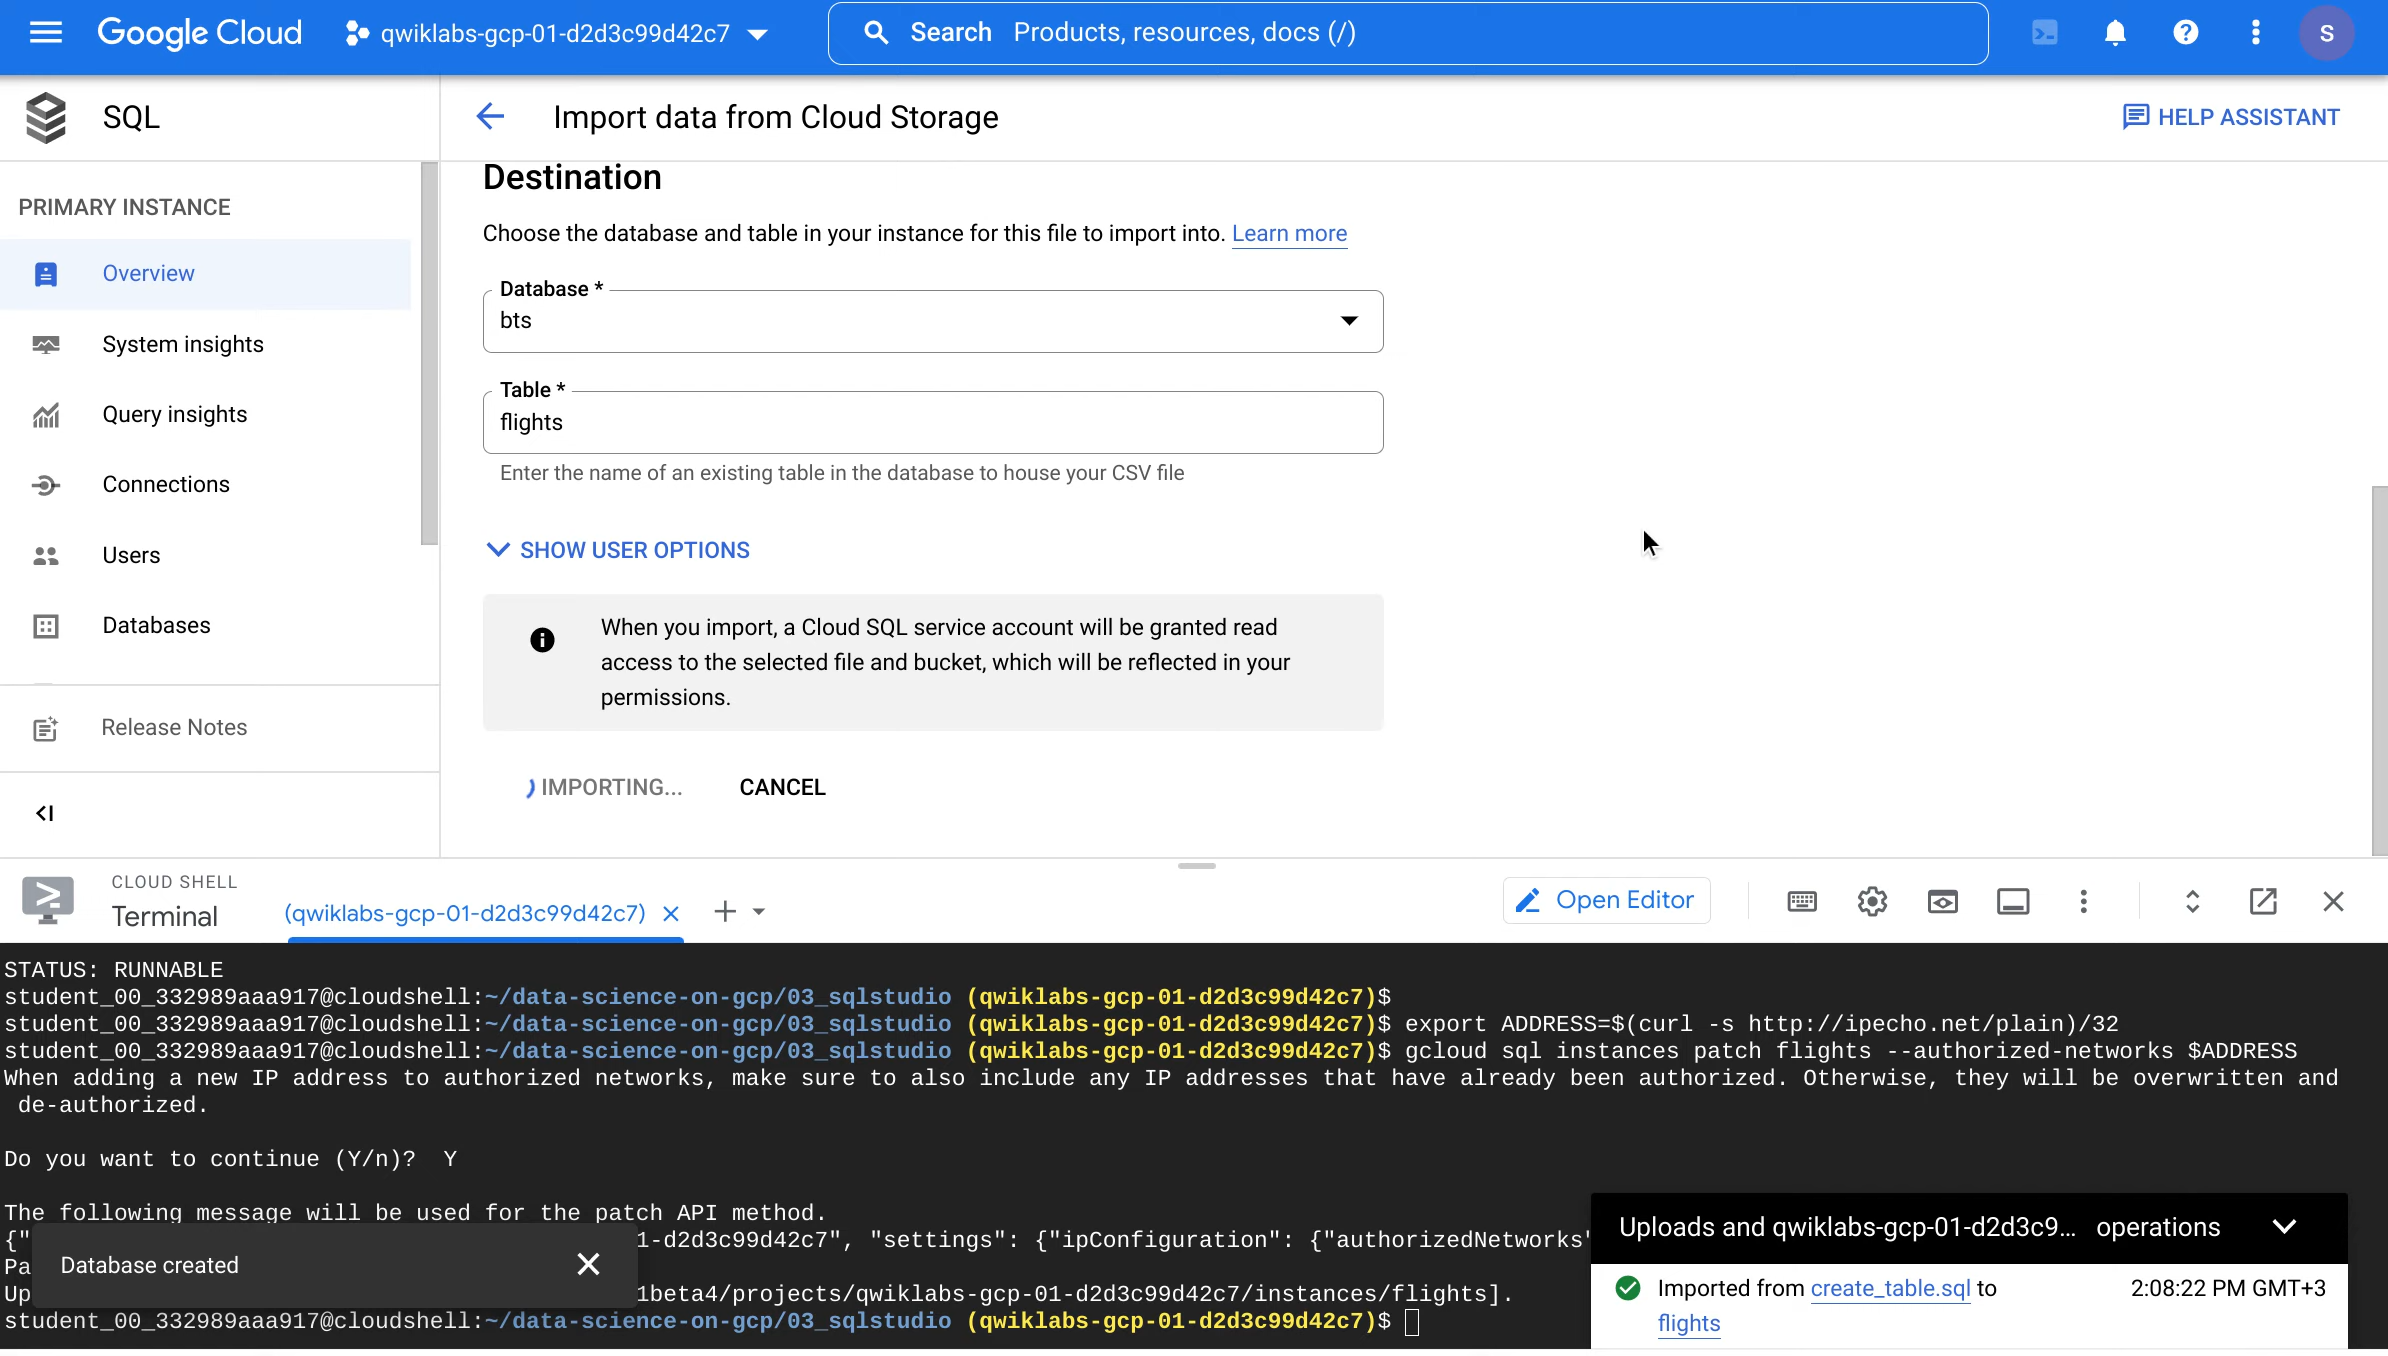 Google Cloud
qwiklabs-gcp-01-d2d3c99d42c7
Search Products, resources, docs (/)
S
SQL
Import data from Cloud Storage
HELP ASSISTANT
PRIMARY INSTANCE
Overview
System insights
Query insights
Connections
Users
Databases
Release Notes
Destination
Choose the database and table in your instance for this file to import into. Learn more
Database *
bts
Table *
flights
Enter the name of an existing table in the database to house your CSV file
SHOW USER OPTIONS
When you import, a Cloud SQL service account will be granted read
access to the selected file and bucket, which will be reflected in your
permissions.
IMPORTING...
CANCEL
CLOUD SHELL
Terminal
(qwiklabs-gcp-01-d2d3c99d42c7)
Open Editor
STATUS: RUNNABLE
student_00_332989aaa917@cloudshell:~/data-science-on-gcp/03_sqlstudio (qwiklabs-gcp-01-d2d3c99d42c7)$
student_00_332989aaa917@cloudshell:~/data-science-on-gcp/03_sqlstudio (qwiklabs-gcp-01-d2d3c99d42c7)$ export ADDRESS=$(curl -s http://ipecho.net/plain)/32
student_00_332989aaa917@cloudshell:~/data-science-on-gcp/03_sqlstudio (qwiklabs-gcp-01-d2d3c99d42c7)$ gcloud sql instances patch flights --authorized-networks $ADDRESS
When adding a new IP address to authorized networks, make sure to also include any IP addresses that have already been authorized. Otherwise, they will be overwritten and
de-authorized.
Do you want to continue (Y/n)? Y
The following message will be used for the patch API method.
{" 1-d2d3c99d42c7", "settings": {"ipConfiguration": {"authorizedNetworks"
Pa
Up 1beta4/projects/qwiklabs-gcp-01-d2d3c99d42c7/instances/flights].
student_00_332989aaa917@cloudshell:~/data-science-on-gcp/03_sqlstudio (qwiklabs-gcp-01-d2d3c99d42c7)$
Database created
Uploads and qwiklabs-gcp-01-d2d3c9... operations
Imported from create_table.sql to
flights
2:08:22 PM GMT+3